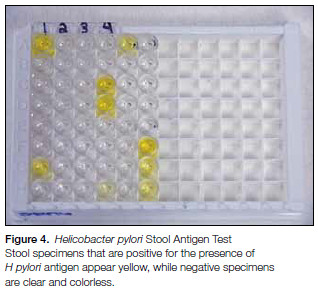 1 2 3 4
Figure 4. Helicobacter pylori Stool Antigen Test
Stool specimens that are positive for the presence of
H pylori antigen appear yellow, while negative specimens
are clear and colorless.